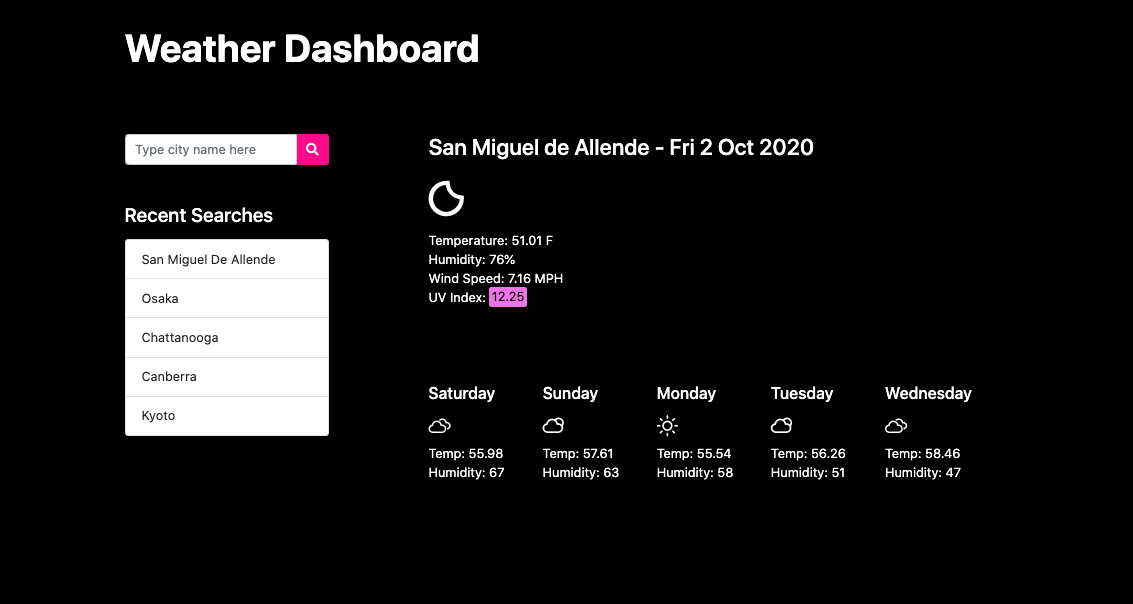 Weather Dashboard
Type city name here
Recent Searches
San Miguel De Allende
Osaka
Chattanooga
Canberra
Kyoto
San Miguel de Allende - Fri 2 Oct 2020
Temperature: 51.01 F
Humidity: 76%
Wind Speed: 7.16 MPH
UV Index: 12.25
Saturday
Temp: 55.98
Humidity: 67
Sunday
Temp: 57.61
Humidity: 63
Monday
Temp: 55.54
Humidity: 58
Tuesday
Temp: 56.26
Humidity: 51
Wednesday
Temp: 58.46
Humidity: 47